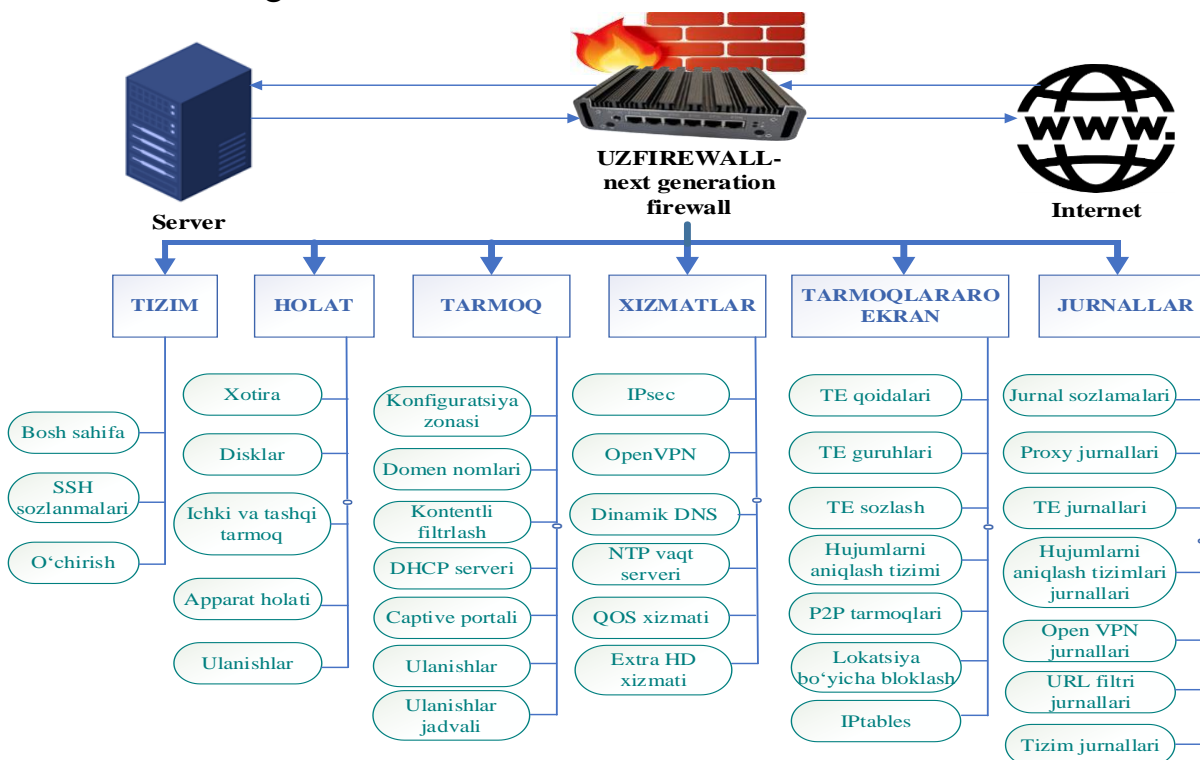 www.
UZFIREWALL-
next generation
firewall
Server
Internet
TIZIM
HOLAT
TARMOQ
XIZMATLAR
TARMOQLARARO
EKRAN
JURNALLAR
Bosh sahifa
SSH
sozlanmalari
O‘chirish
Xotira
Disklar
Ichki va tashqi
tarmoq
Apparat holati
Ulanishlar
Konfiguratsiya
zonasi
Domen nomlari
Kontentli
filtrlash
DHCP serveri
Captive portali
Ulanishlar
Ulanishlar
jadvali
IPsec
OpenVPN
Dinamik DNS
NTP vaqt
serveri
QOS xizmati
Extra HD
xizmati
TE qoidalari
TE guruhlari
TE sozlash
Hujumlarni
aniqlash tizimi
P2P tarmoqlari
Lokatsiya
bo‘yicha bloklash
IPtables
Jurnal sozlamalari
Proxy jurnallari
TE jurnallari
Hujumlarni
aniqlash tizimlari
jurnallari
Open VPN
jurnallari
URL filtri
jurnallari
Tizim jurnallari